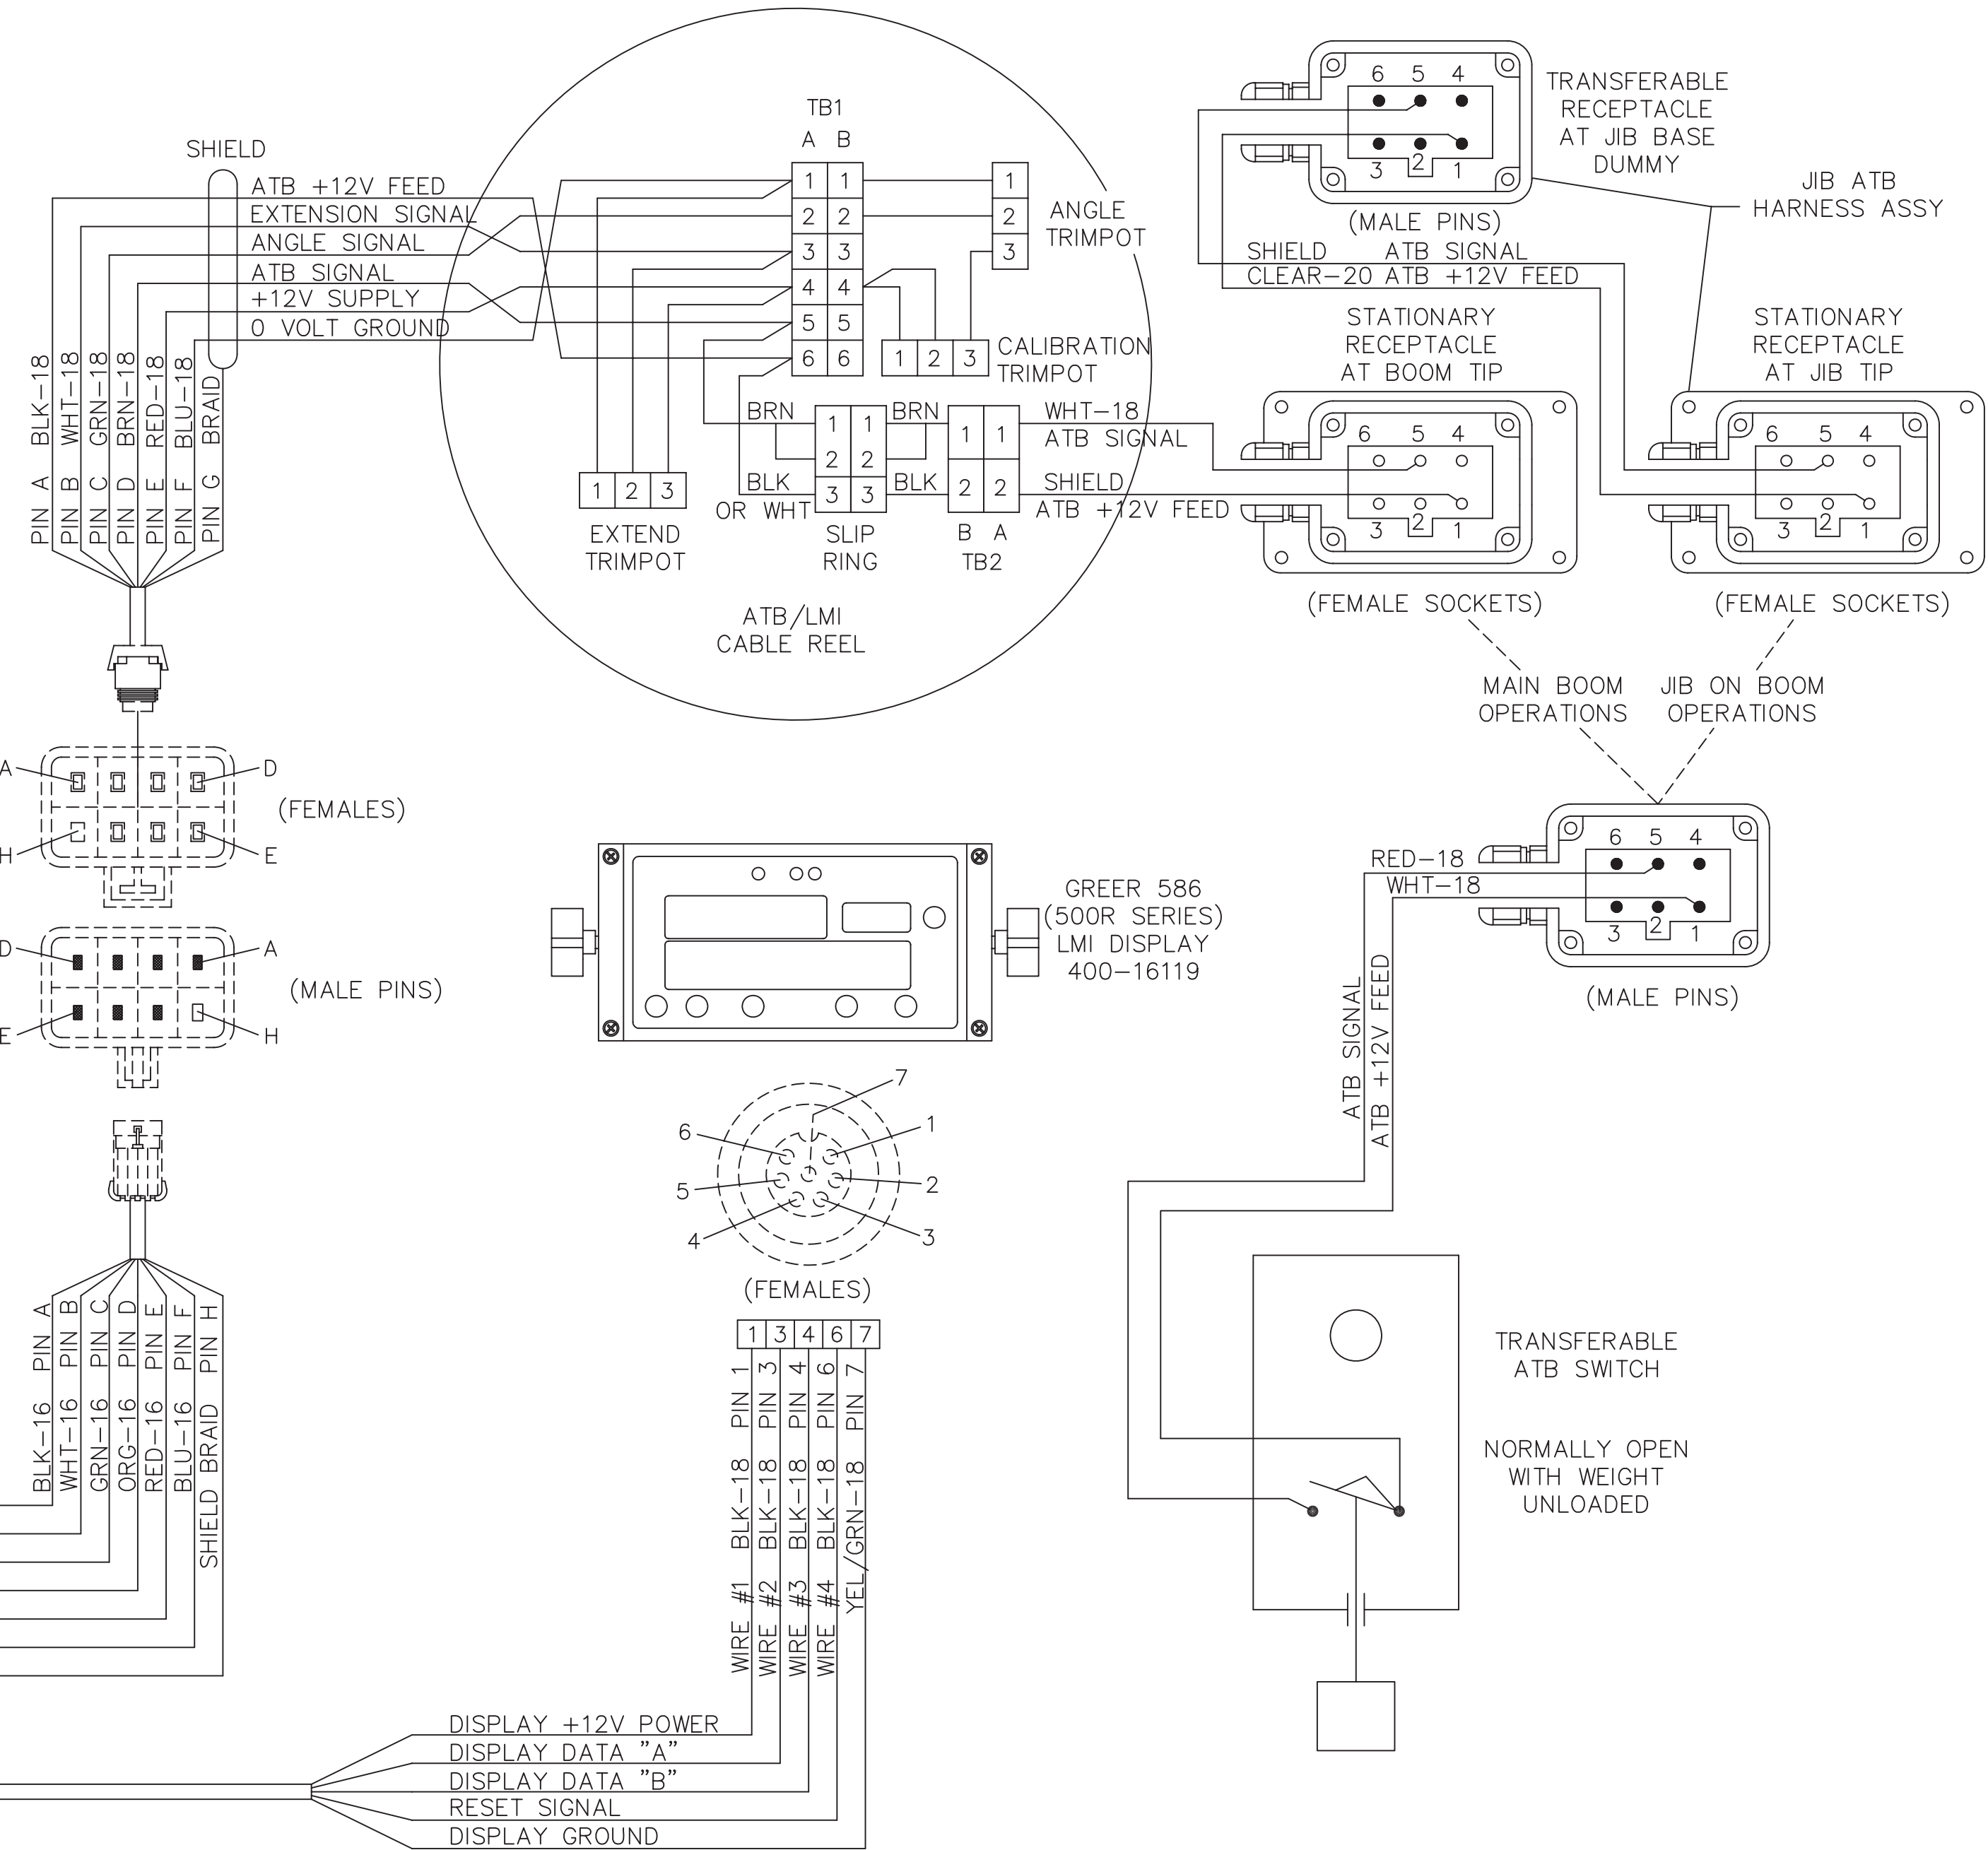 SHIELD
ATB +12V FEED
EXTENSION SIGNAL
ANGLE SIGNAL
ATB SIGNAL
+12V SUPPLY
0 VOLT GROUND
PIN A BLK-18
PIN B WHT-18
PIN C GRN-18
PIN D BRN-18
PIN E RED-18
PIN F BLU-18
PIN G BRAID
TB1
A B
1 1
2 2
3 3
4 4
5 5
6 6
1
2
3
ANGLE
TRIMPOT
1 2 3
CALIBRATION
TRIMPOT
BRN
BLK
OR WHT
1 1
2 2
3 3
SLIP
RING
BRN
BLK
1 1
2 2
B A
TB2
WHT-18
ATB SIGNAL
SHIELD
ATB +12V FEED
1 2 3
EXTEND
TRIMPOT
ATB/LMI
CABLE REEL
6 5 4
3 2 1
(MALE PINS)
TRANSFERABLE
RECEPTACLE
AT JIB BASE
DUMMY
JIB ATB
HARNESS ASSY
SHIELD ATB SIGNAL
CLEAR-20 ATB +12V FEED
STATIONARY
RECEPTACLE
AT BOOM TIP
6 5 4
3 2 1
(FEMALE SOCKETS)
STATIONARY
RECEPTACLE
AT JIB TIP
6 5 4
3 2 1
(FEMALE SOCKETS)
MAIN BOOM
OPERATIONS
JIB ON BOOM
OPERATIONS
RED-18
WHT-18
6 5 4
3 2 1
(MALE PINS)
ATB SIGNAL
ATB +12V FEED
A
D
H
E
(FEMALES)
D
A
E
H
(MALE PINS)
GREER 586
(500R SERIES)
LMI DISPLAY
400-16119
7
6
1
5
2
4
3
(FEMALES)
1 3 4 6 7
WIRE #1 BLK-18 PIN 1
WIRE #2 BLK-18 PIN 3
WIRE #3 BLK-18 PIN 4
WIRE #4 BLK-18 PIN 6
YEL/GRN-18 PIN 7
BLK-16 PIN A
WHT-16 PIN B
GRN-16 PIN C
ORG-16 PIN D
RED-16 PIN E
BLU-16 PIN F
SHIELD BRAID PIN H
TRANSFERABLE
ATB SWITCH
NORMALLY OPEN
WITH WEIGHT
UNLOADED
DISPLAY +12V POWER
DISPLAY DATA "A"
DISPLAY DATA "B"
RESET SIGNAL
DISPLAY GROUND